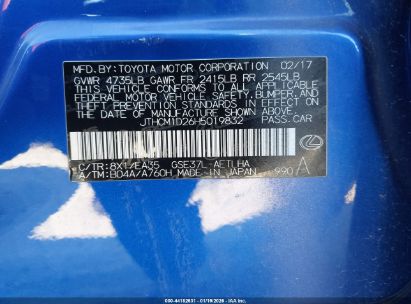 MFD. BY: TOYOTA MOTOR CORPORATION 02/17
GVWR 4735LB GAWR FR 2416LB RR 2545LB
THIS VEHICLE CONFORMS TO ALL APPLICABLE
FEDERAL MOTOR VEHICLE SAFETY, BUMPER, AND
THEFT PREVENTION STANDARDS IN EFFECT ON
THE DATE OF MANUFACTURE SHOWN ABOVE.
JTHCM1D26H5019832 PASS.CAR
C/TR:8X1/EA35 GSE37L-AETLHA
A/TM:B04A/A760H MADE IN JAPAN 990 A